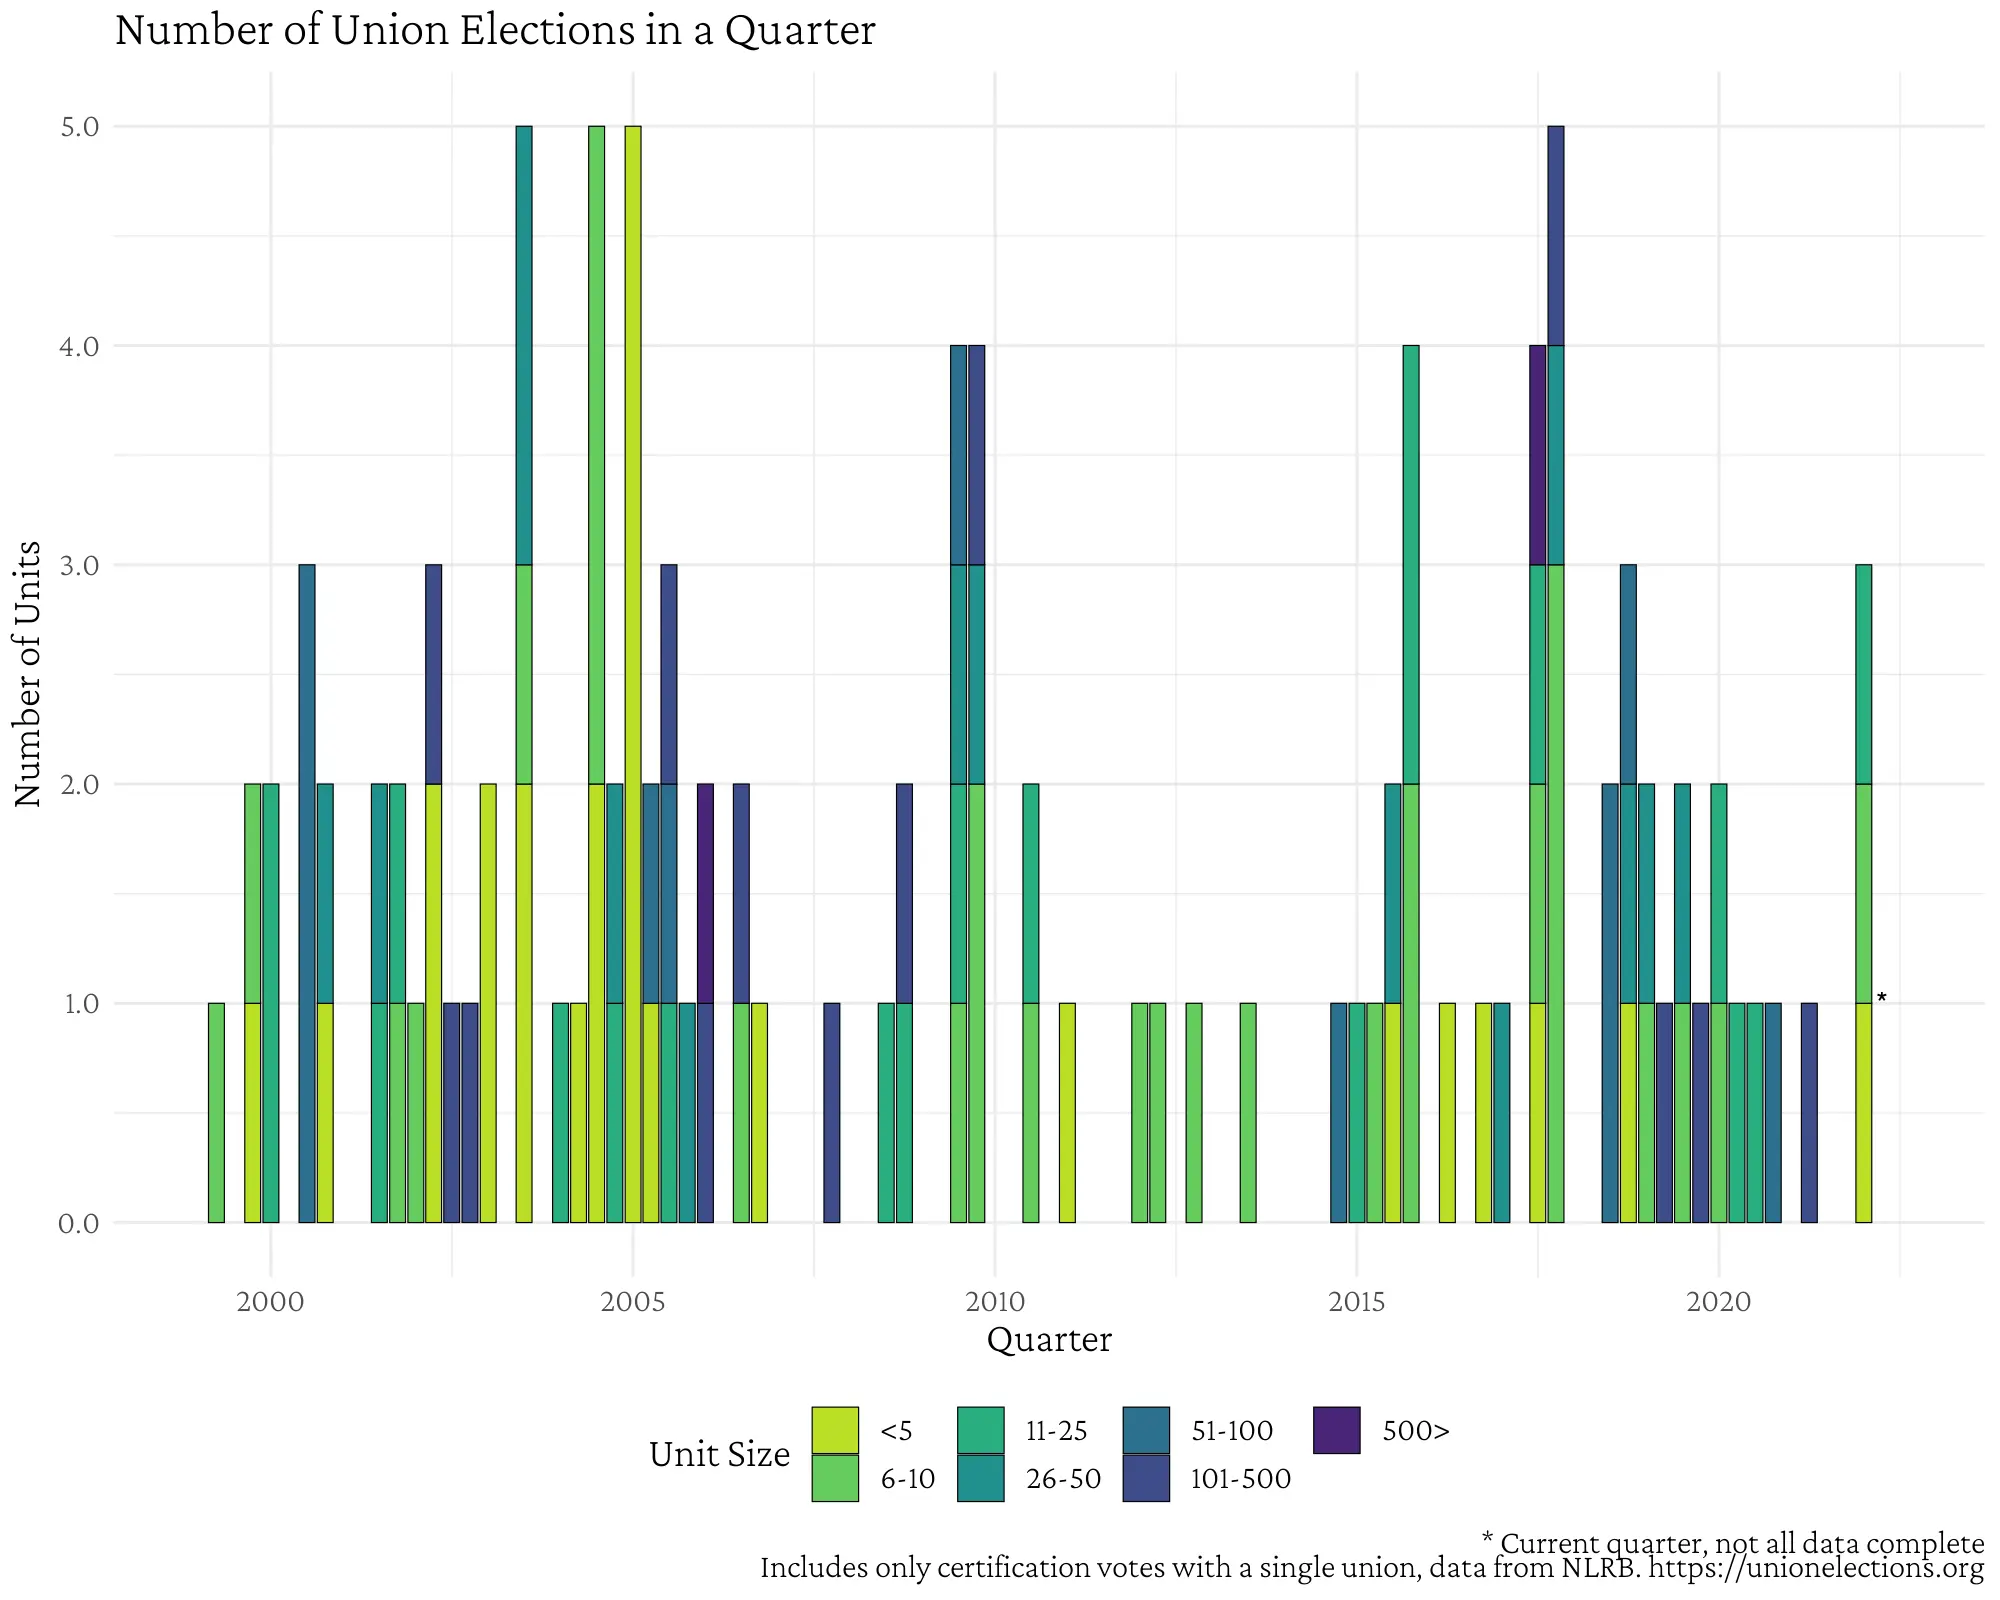 Number of Union Elections in a Quarter
5.0
4.0
3.0
2.0
1.0
0.0
Number of Units
*
2000 2005 2010 2015 2020
Quarter
Unit Size
<5 11-25 51-100 500>
6-10 26-50 101-500
* Current quarter, not all data complete
Includes only certification votes with a single union, data from NLRB. https://unionelections.org